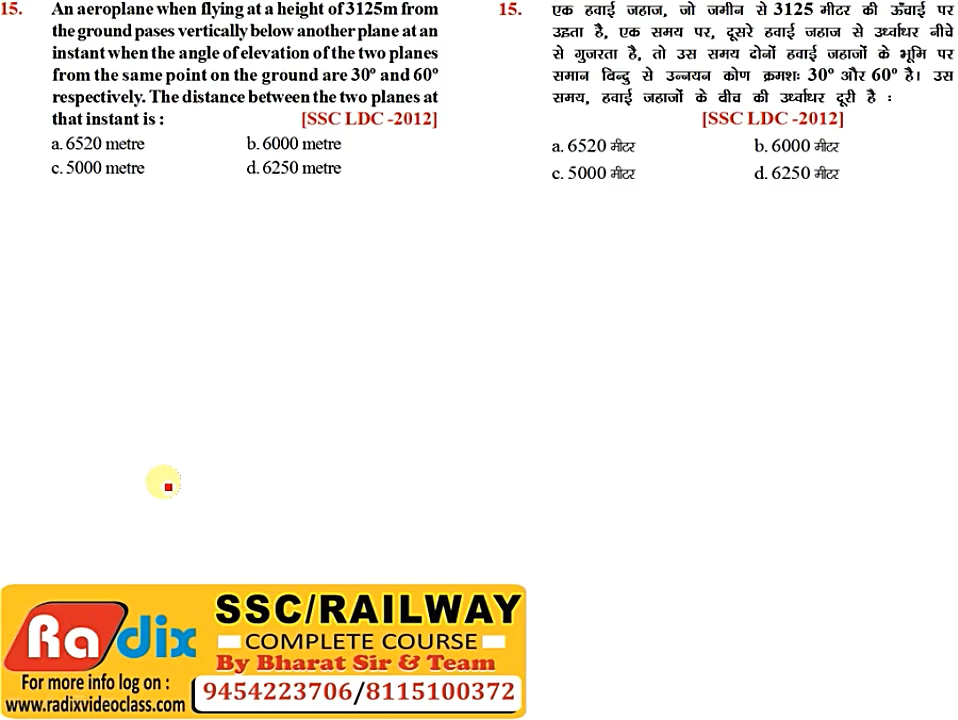 15. An aeroplane when flying at a height of 3125m from
the ground pases vertically below another plane at an
instant when the angle of elevation of the two planes
from the same point on the ground are 30º and 60º
respectively. The distance between the two planes at
that instant is : [SSC LDC -2012]
a. 6520 metre b. 6000 metre
c. 5000 metre d. 6250 metre
15. एक हवाई जहाज, जो जमीन से 3125 मीटर की ऊँचाई पर
उड़ता है, एक समय पर, दूसरे हवाई जहाज से उर्ध्वाधर नीचे
से गुजरता है, तो उस समय दोनों हवाई जहाजों के भूमि पर
समान विन्दु से उन्नयन कोण क्रमशः 30º और 60º है। उस
समय, हवाई जहाजों के बीच की उर्ध्वाधर दूरी है :
[SSC LDC -2012]
a. 6520 मीटर b. 6000 मीटर
c. 5000 मीटर d. 6250 मीटर
Radix
For more info log on :
www.radixvideoclass.com
SSC/RAILWAY
COMPLETE COURSE
By Bharat Sir & Team
9454223706/8115100372